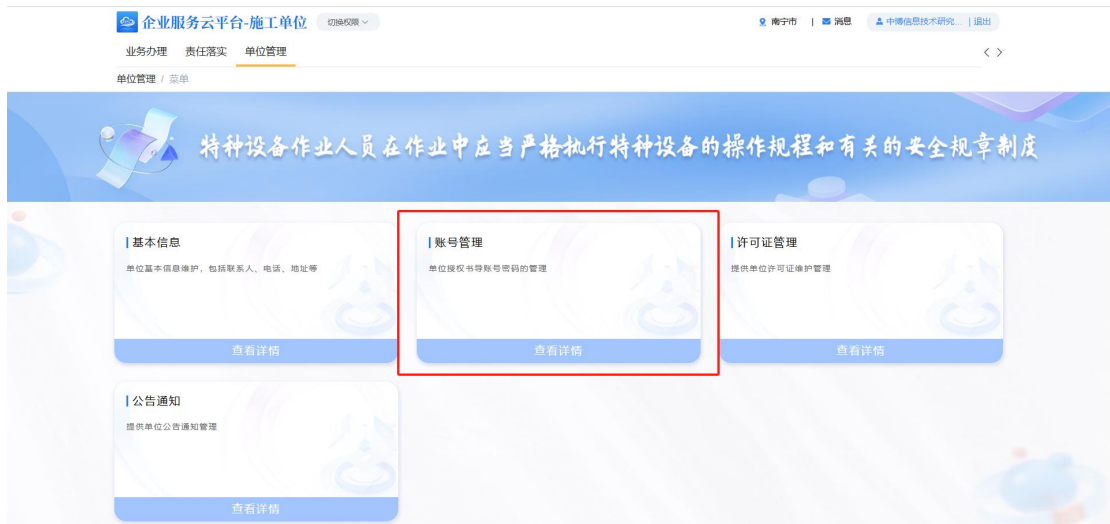 企业服务云平台-施工单位 切换权限
南宁市 | 消息 中博信息技术研究... | 退出
业务办理 责任落实 单位管理
单位管理 / 菜单
特种设备作业人员在作业中应当严格执行特种设备的操作规程和有关的安全规章制度
基本信息
单位基本信息维护，包括联系人、电话、地址等
查看详情
账号管理
单位授权书导账号密码的管理
查看详情
许可证管理
提供单位许可证维护管理
查看详情
公告通知
提供单位公告通知管理
查看详情